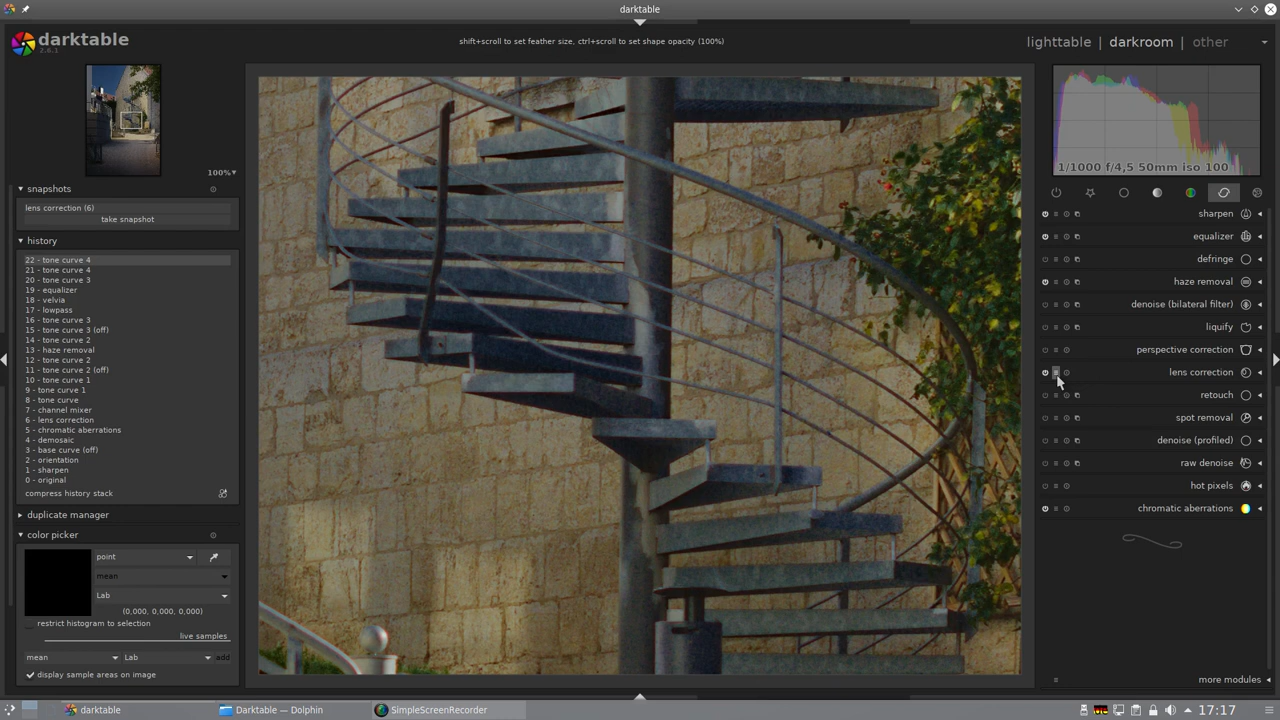 darktable
darktable
2.6.1
shift+scroll to set feather size, ctrl+scroll to set shape opacity (100%)
lighttable | darkroom | other
100%
snapshots
lens correction (6)
take snapshot
history
22 - tone curve 4
21 - tone curve 4
20 - tone curve 3
19 - equalizer
18 - velvia
17 - lowpass
16 - tone curve 3
15 - tone curve 3 (off)
14 - tone curve 2
13 - haze removal
12 - tone curve 2
11 - tone curve 2 (off)
10 - tone curve 1
9 - tone curve 1
8 - tone curve
7 - channel mixer
6 - lens correction
5 - chromatic aberrations
4 - demosaic
3 - base curve (off)
2 - orientation
1 - sharpen
0 - original
compress history stack
duplicate manager
color picker
point
mean
Lab
(0,000, 0,000, 0,000)
restrict histogram to selection
live samples
mean Lab add
display sample areas on image
1/1000 f/4,5 50mm iso 100
sharpen
equalizer
defringe
haze removal
denoise (bilateral filter)
liquify
perspective correction
lens correction
retouch
spot removal
denoise (profiled)
raw denoise
hot pixels
chromatic aberrations
more modules
darktable
Darktable — Dolphin
SimpleScreenRecorder
17:17